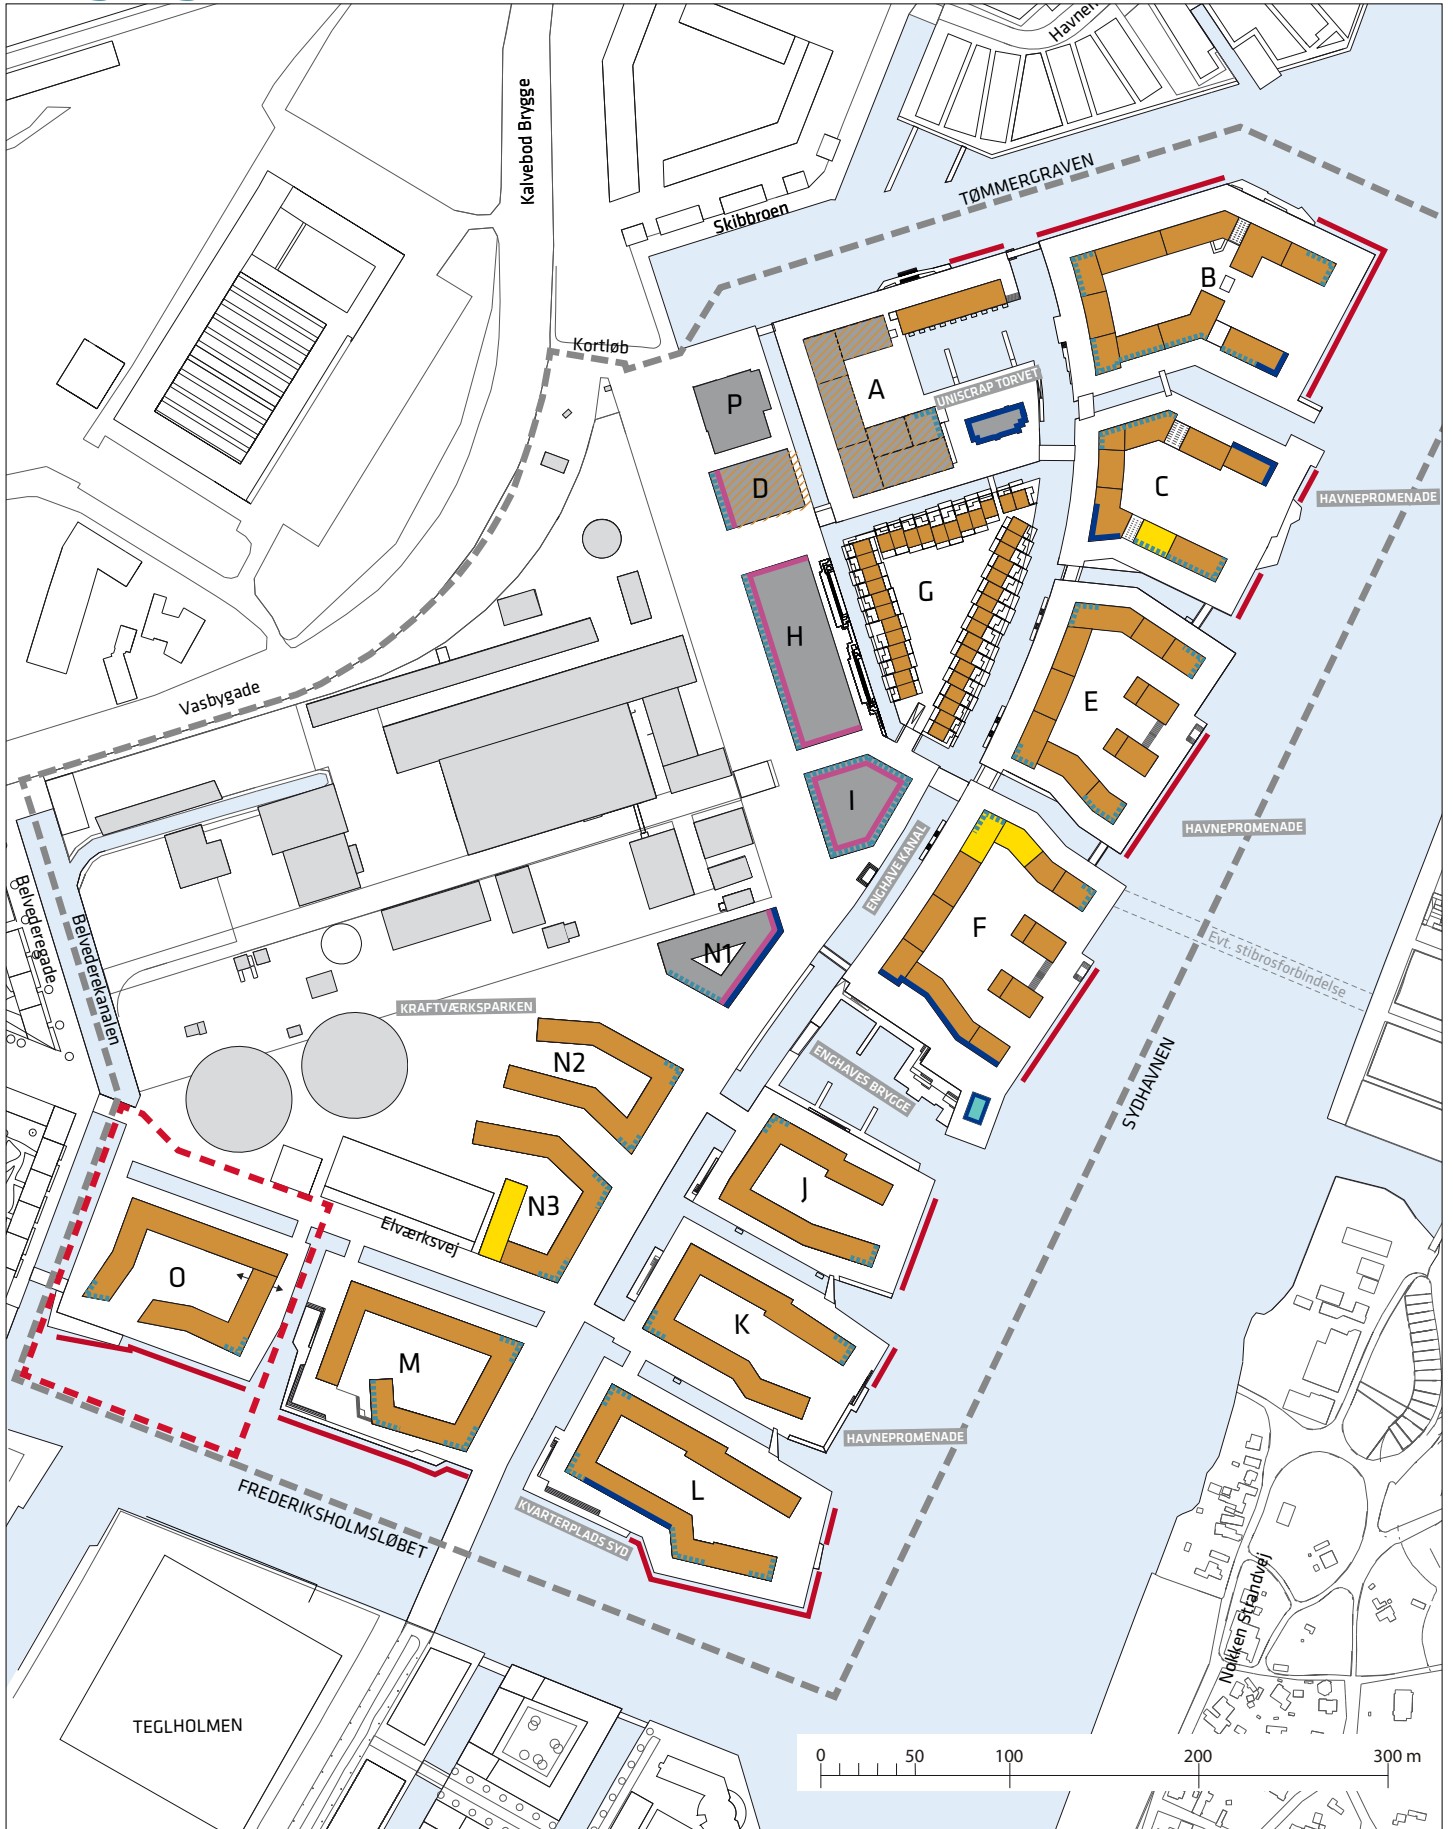 Havnen
Kalvebod Brygge
TØMMERGRAVEN
Skibbroen
B
Kortløb
A
UNISCRAP TORVET
P
D
C
HAVNEPROMENADE
G
H
E
Vasbygade
I
HAVNEPROMENADE
ENGHAVE KANAL
Belvederegade
Belvederekanalen
F
N1
Evt. stibrosforbindelse
KRAFTVÆRKSPARKEN
N2
ENGHAVES BRYGGE
SYDHAVNEN
J
N3
Elværksvej
O
K
M
HAVNEPROMENADE
L
KVARTERPLADS SYD
FREDERIKSHOLMSLØBET
Nokken Strandvej
TEGLHOLMEN
0 50 100 200 300 m